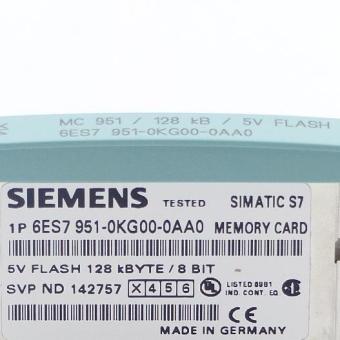 MC 951 / 128 kB / 5V FLASH
6ES7 951-0KG00-0AA0
SIEMENS TESTED SIMATIC S7
1P 6ES7 951-0KG00-0AA0 MEMORY CARD
5V FLASH 128 kBYTE / 8 BIT
SVP ND 142757 X 4 5 6 UL LISTED 89B1 IND. CONT. EQ
CE MADE IN GERMANY